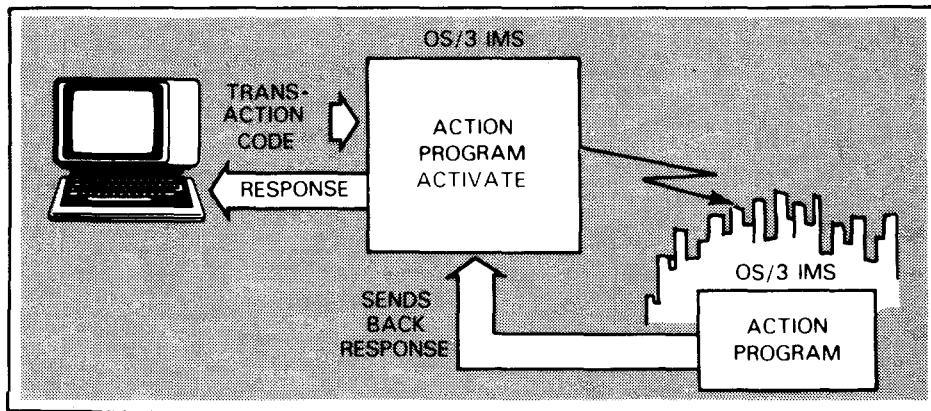 OS/3 IMS
TRANS-
ACTION
CODE
ACTION
PROGRAM
ACTIVATE
RESPONSE
SENDS
BACK
RESPONSE
OS/3 IMS
ACTION
PROGRAM